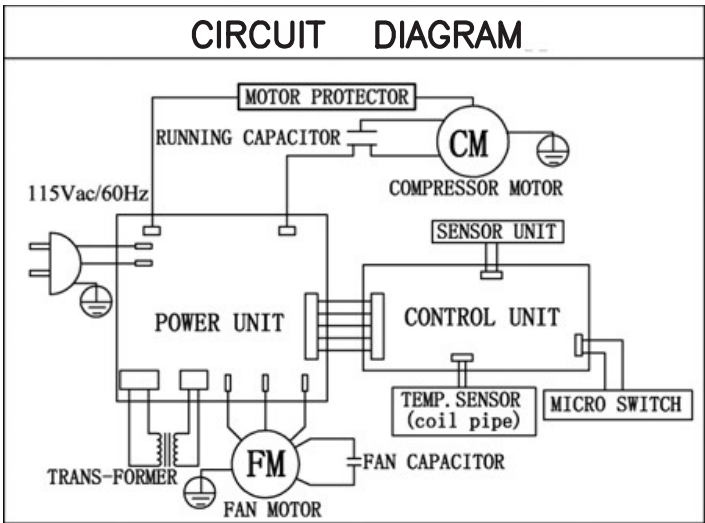 CIRCUIT DIAGRAM
MOTOR PROTECTOR
RUNNING CAPACITOR
CM
COMPRESSOR MOTOR
115Vac/60Hz
SENSOR UNIT
POWER UNIT
CONTROL UNIT
TEMP. SENSOR
(coil pipe)
MICRO SWITCH
TRANS-FORMER
FM
FAN CAPACITOR
FAN MOTOR